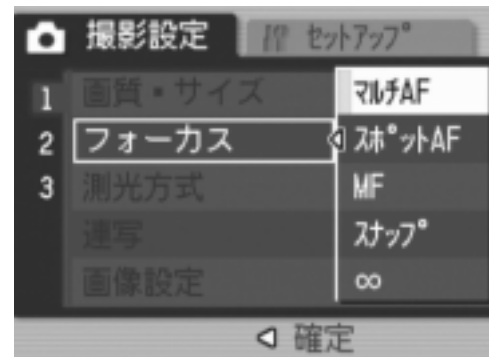 撮影設定 セットアップ
1 画質・サイズ マルチAF
2 フォーカス スポットAF
3 測光方式 MF
連写 スナップ
画像設定 ∞
確定